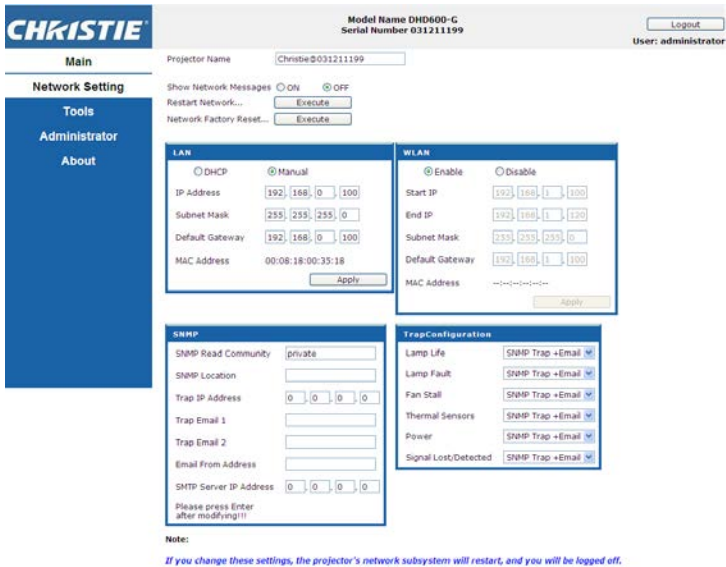 CHRISTIE
Model Name DHD600-G
Serial Number 031211199
Logout
User: administrator
Main
Network Setting
Tools
Administrator
About
Projector Name Christie@031211199
Show Network Messages ON OFF
Restart Network... Execute
Network Factory Reset... Execute
LAN
DHCP Manual
IP Address 192. 168. 0 . 100
Subnet Mask 255. 255. 255. 0
Default Gateway 192. 168. 0 . 100
MAC Address 00:08:18:00:35:18
Apply
WLAN
Enable Disable
Start IP 192. 168. 1 . 100
End IP 192. 168. 1 . 120
Subnet Mask 255. 255. 255. 0
Default Gateway 192. 168. 1 . 100
MAC Address --:--:--:--:--:--
Apply
SNMP
SNMP Read Community private
SNMP Location
Trap IP Address 0 . 0 . 0 . 0
Trap Email 1
Trap Email 2
Email From Address
SMTP Server IP Address 0 . 0 . 0 . 0
Please press Enter
after modifying!!!
TrapConfiguration
Lamp Life SNMP Trap +Email
Lamp Fault SNMP Trap +Email
Fan Stall SNMP Trap +Email
Thermal Sensors SNMP Trap +Email
Power SNMP Trap +Email
Signal Lost/Detected SNMP Trap +Email
Note:
If you change these settings, the projector's network subsystem will restart, and you will be logged off.